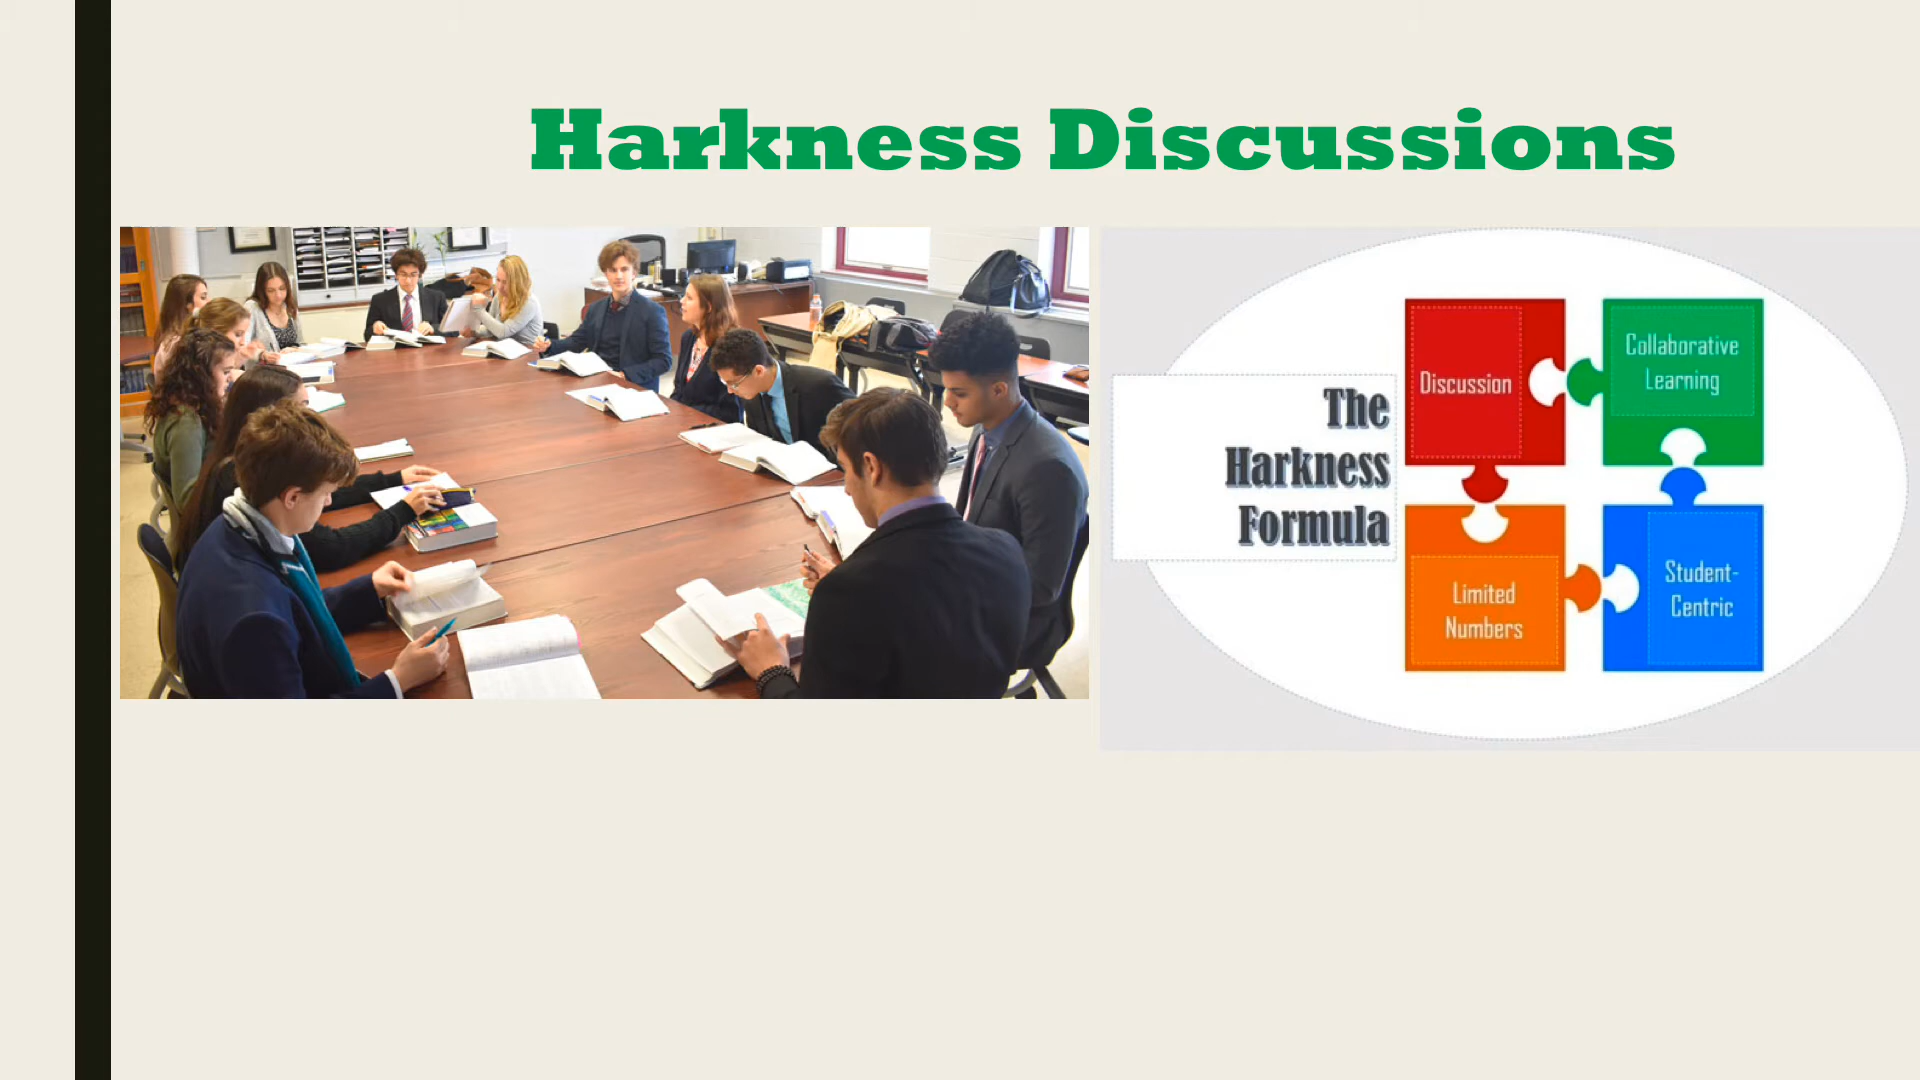 Harkness Discussions
The
Harkness
Formula
Discussion
Collaborative
Learning
Limited
Numbers
Student-
Centric